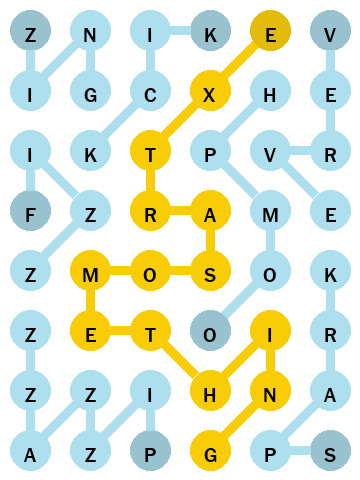 Z N I K E V
I G C X H E
I K T P V R
F Z R A M E
Z M O S O K
Z E T O I R
Z Z I H N A
A Z P G P S